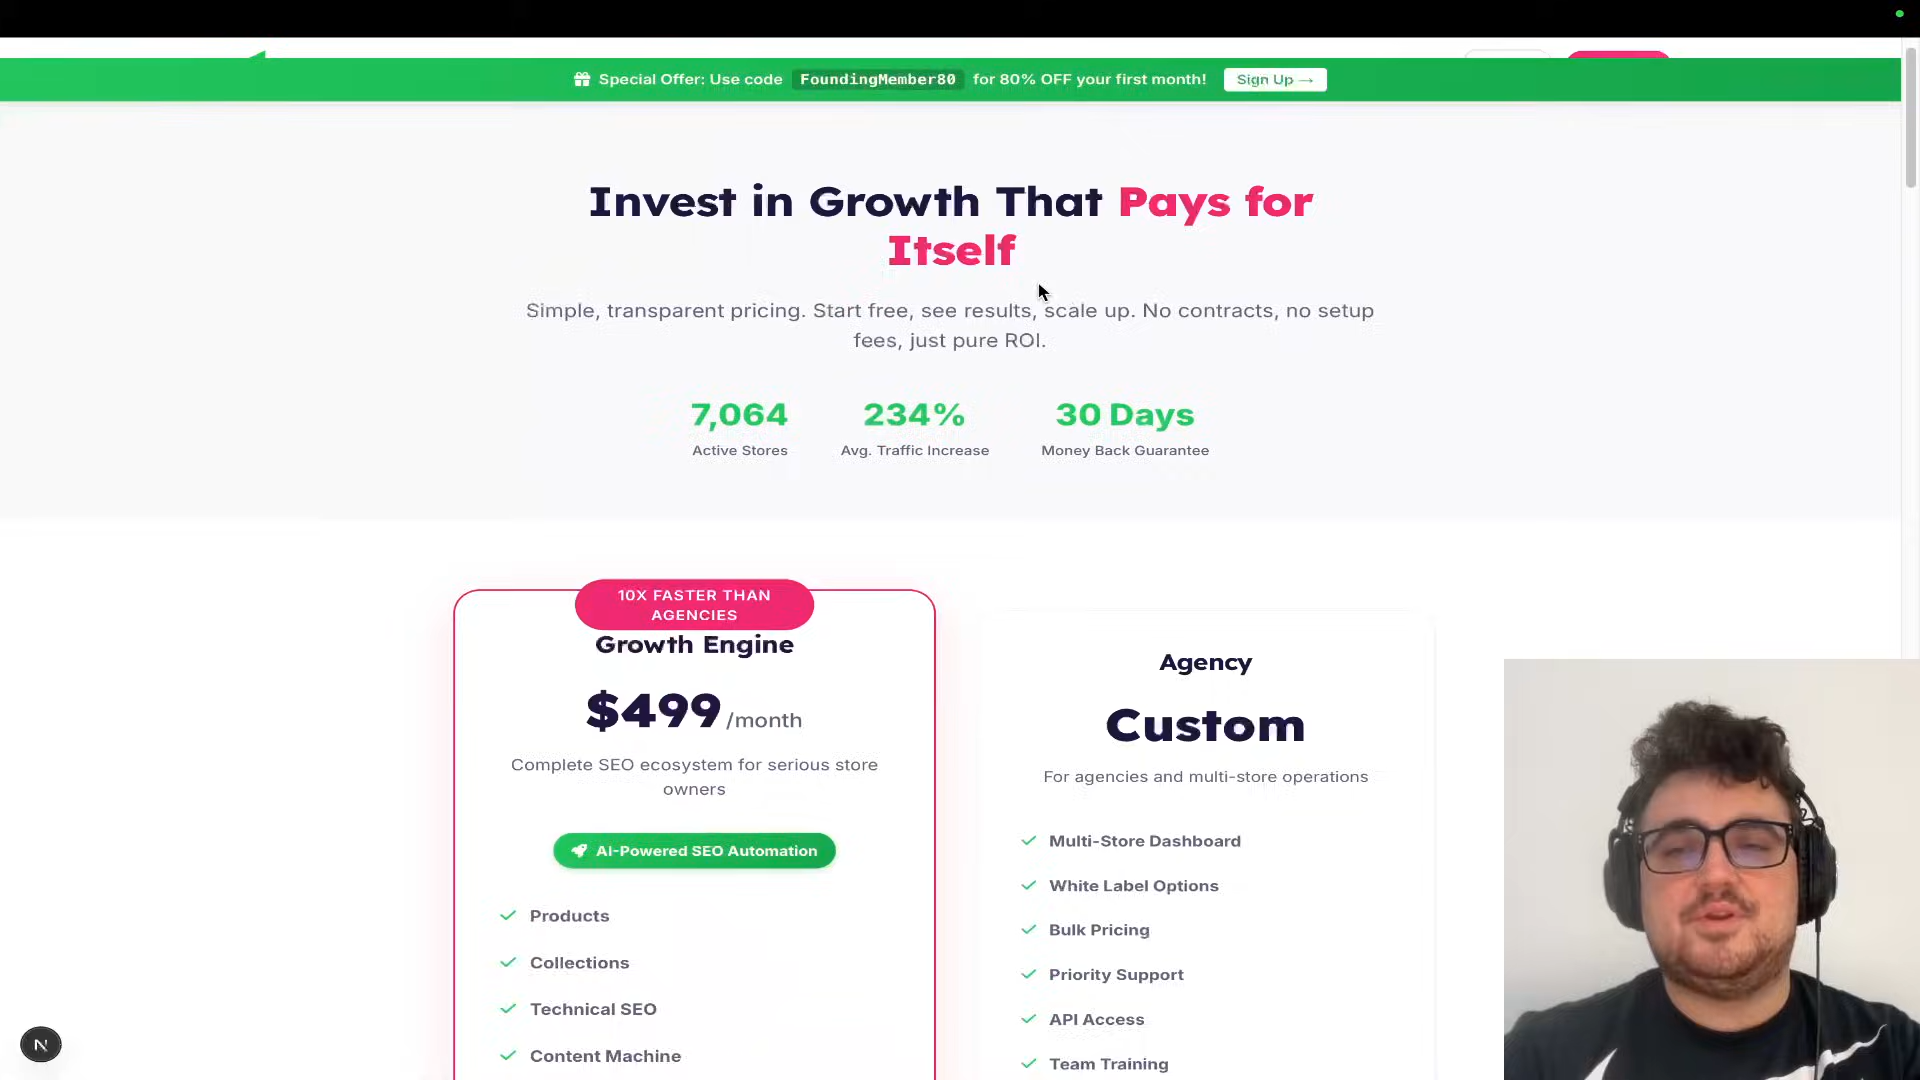 Special Offer: Use code FoundingMember80 for 80% OFF your first month! Sign Up →
Invest in Growth That Pays for
Itself
Simple, transparent pricing. Start free, see results, scale up. No contracts, no setup
fees, just pure ROI.
7,064
Active Stores
234%
Avg. Traffic Increase
30 Days
Money Back Guarantee
10X FASTER THAN
AGENCIES
Growth Engine
$499 /month
Complete SEO ecosystem for serious store
owners
AI-Powered SEO Automation
Products
Collections
Technical SEO
Content Machine
Agency
Custom
For agencies and multi-store operations
Multi-Store Dashboard
White Label Options
Bulk Pricing
Priority Support
API Access
Team Training
N